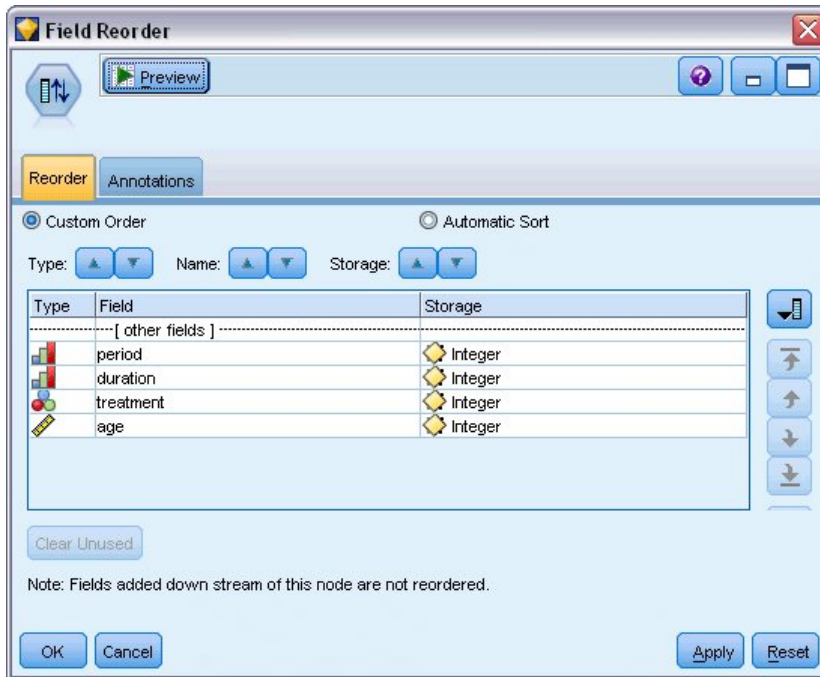 Field Reorder
Preview
Reorder Annotations
Custom Order Automatic Sort
Type: Name: Storage:
Type Field Storage
[ other fields ]
period Integer
duration Integer
treatment Integer
age Integer
Clear Unused
Note: Fields added down stream of this node are not reordered.
OK Cancel Apply Reset